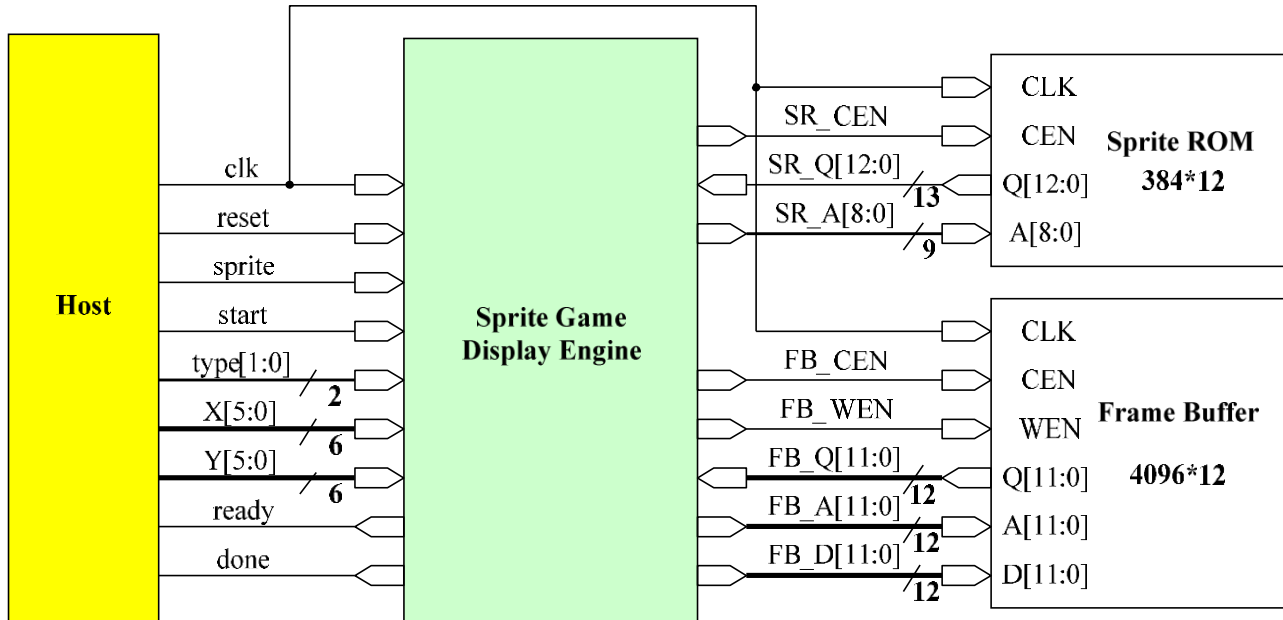 Host
clk
reset
sprite
start
type[1:0]
2
X[5:0]
6
Y[5:0]
6
ready
done
Sprite Game
Display Engine
SR_CEN
SR_Q[12:0]
13
SR_A[8:0]
9
FB_CEN
FB_WEN
FB_Q[11:0]
12
FB_A[11:0]
12
FB_D[11:0]
12
CLK
CEN
Q[12:0]
A[8:0]
Sprite ROM
384*12
CLK
CEN
WEN
Q[11:0]
A[11:0]
D[11:0]
Frame Buffer
4096*12